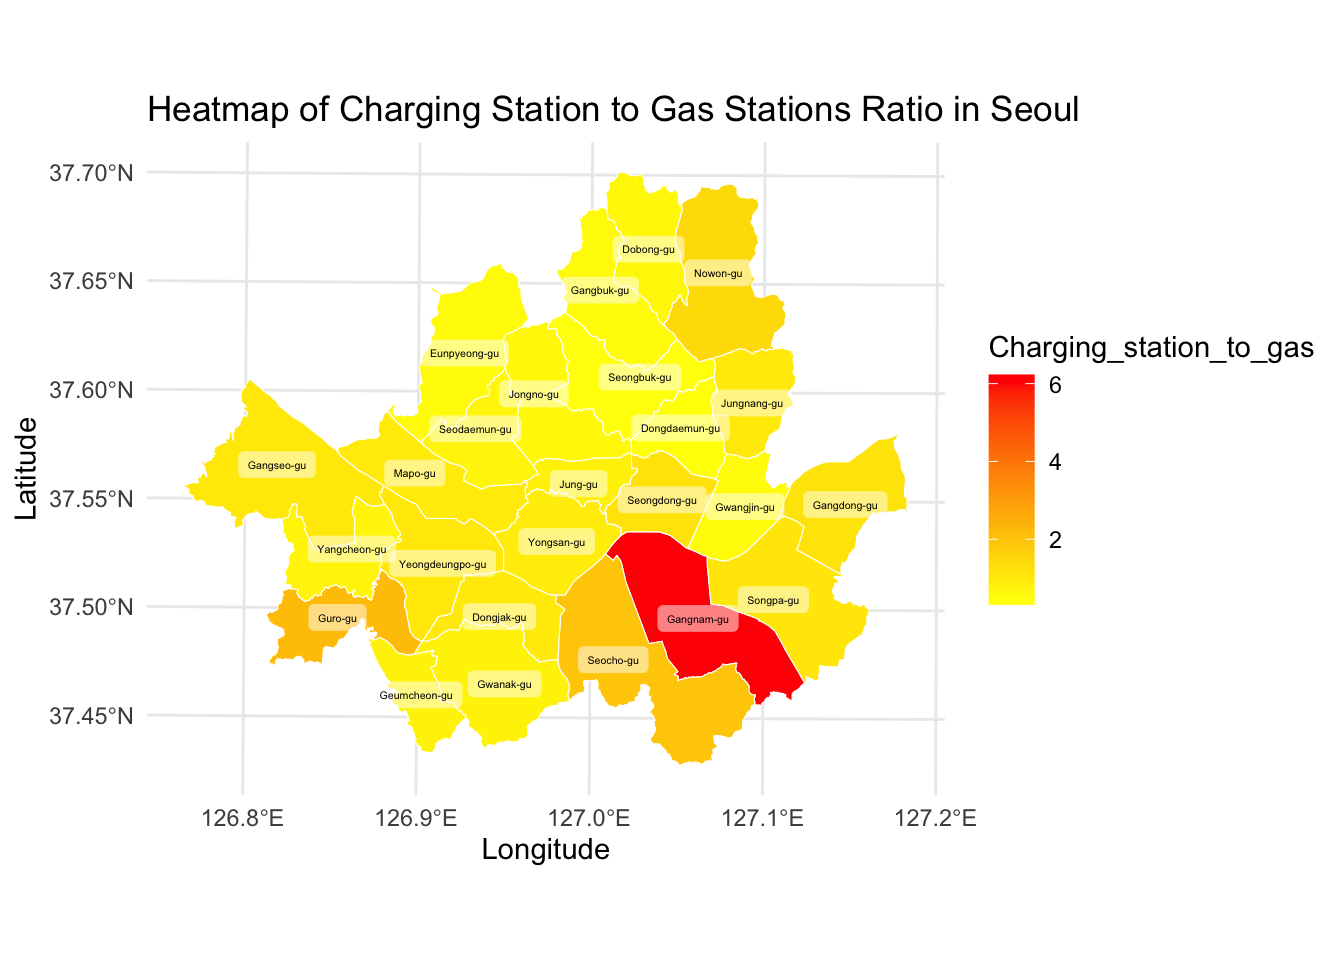 Heatmap of Charging Station to Gas Stations Ratio in Seoul
Latitude
37.70°N
37.65°N
37.60°N
37.55°N
37.50°N
37.45°N
Dobong-gu
Nowon-gu
Gangbuk-gu
Eunpyeong-gu
Seongbuk-gu
Jongno-gu
Jungnang-gu
Seodaemun-gu
Dongdaemun-gu
Gangseo-gu
Mapo-gu
Jung-gu
Seongdong-gu
Gwangjin-gu
Gangdong-gu
Yangcheon-gu
Yongsan-gu
Yeongdeungpo-gu
Songpa-gu
Guro-gu
Dongjak-gu
Gangnam-gu
Seocho-gu
Gwanak-gu
Geumcheon-gu
126.8°E
126.9°E
127.0°E
127.1°E
127.2°E
Longitude
Charging_station_to_gas
6
4
2